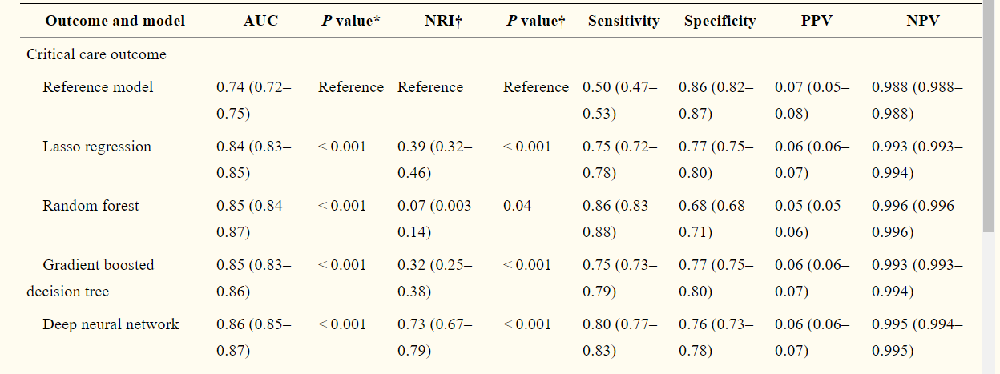 Outcome and model AUC P value* NRI† P value† Sensitivity Specificity PPV NPV
Critical care outcome
Reference model 0.74 (0.72– Reference Reference Reference 0.50 (0.47– 0.86 (0.82– 0.07 (0.05– 0.988 (0.988–
0.75) 0.53) 0.87) 0.08) 0.988)
Lasso regression 0.84 (0.83– < 0.001 0.39 (0.32– < 0.001 0.75 (0.72– 0.77 (0.75– 0.06 (0.06– 0.993 (0.993–
0.85) 0.46) 0.78) 0.80) 0.07) 0.994)
Random forest 0.85 (0.84– < 0.001 0.07 (0.003– 0.04 0.86 (0.83– 0.68 (0.68– 0.05 (0.05– 0.996 (0.996–
0.87) 0.14) 0.88) 0.71) 0.06) 0.996)
Gradient boosted 0.85 (0.83– < 0.001 0.32 (0.25– < 0.001 0.75 (0.73– 0.77 (0.75– 0.06 (0.06– 0.993 (0.993–
decision tree 0.86) 0.38) 0.79) 0.80) 0.07) 0.994)
Deep neural network 0.86 (0.85– < 0.001 0.73 (0.67– < 0.001 0.80 (0.77– 0.76 (0.73– 0.06 (0.06– 0.995 (0.994–
0.87) 0.79) 0.83) 0.78) 0.07) 0.995)